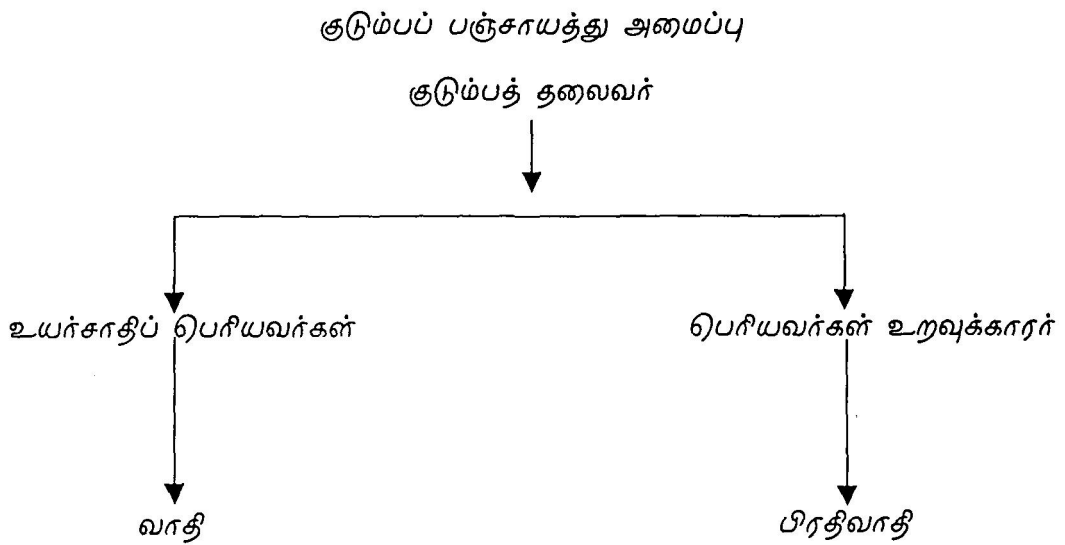 குடும்பப் பஞ்சாயத்து அமைப்பு
குடும்பத் தலைவர்
உயர்சாதிப் பெரியவர்கள் பெரியவர்கள் உறவுக்காரர்
வாதி பிரதிவாதி